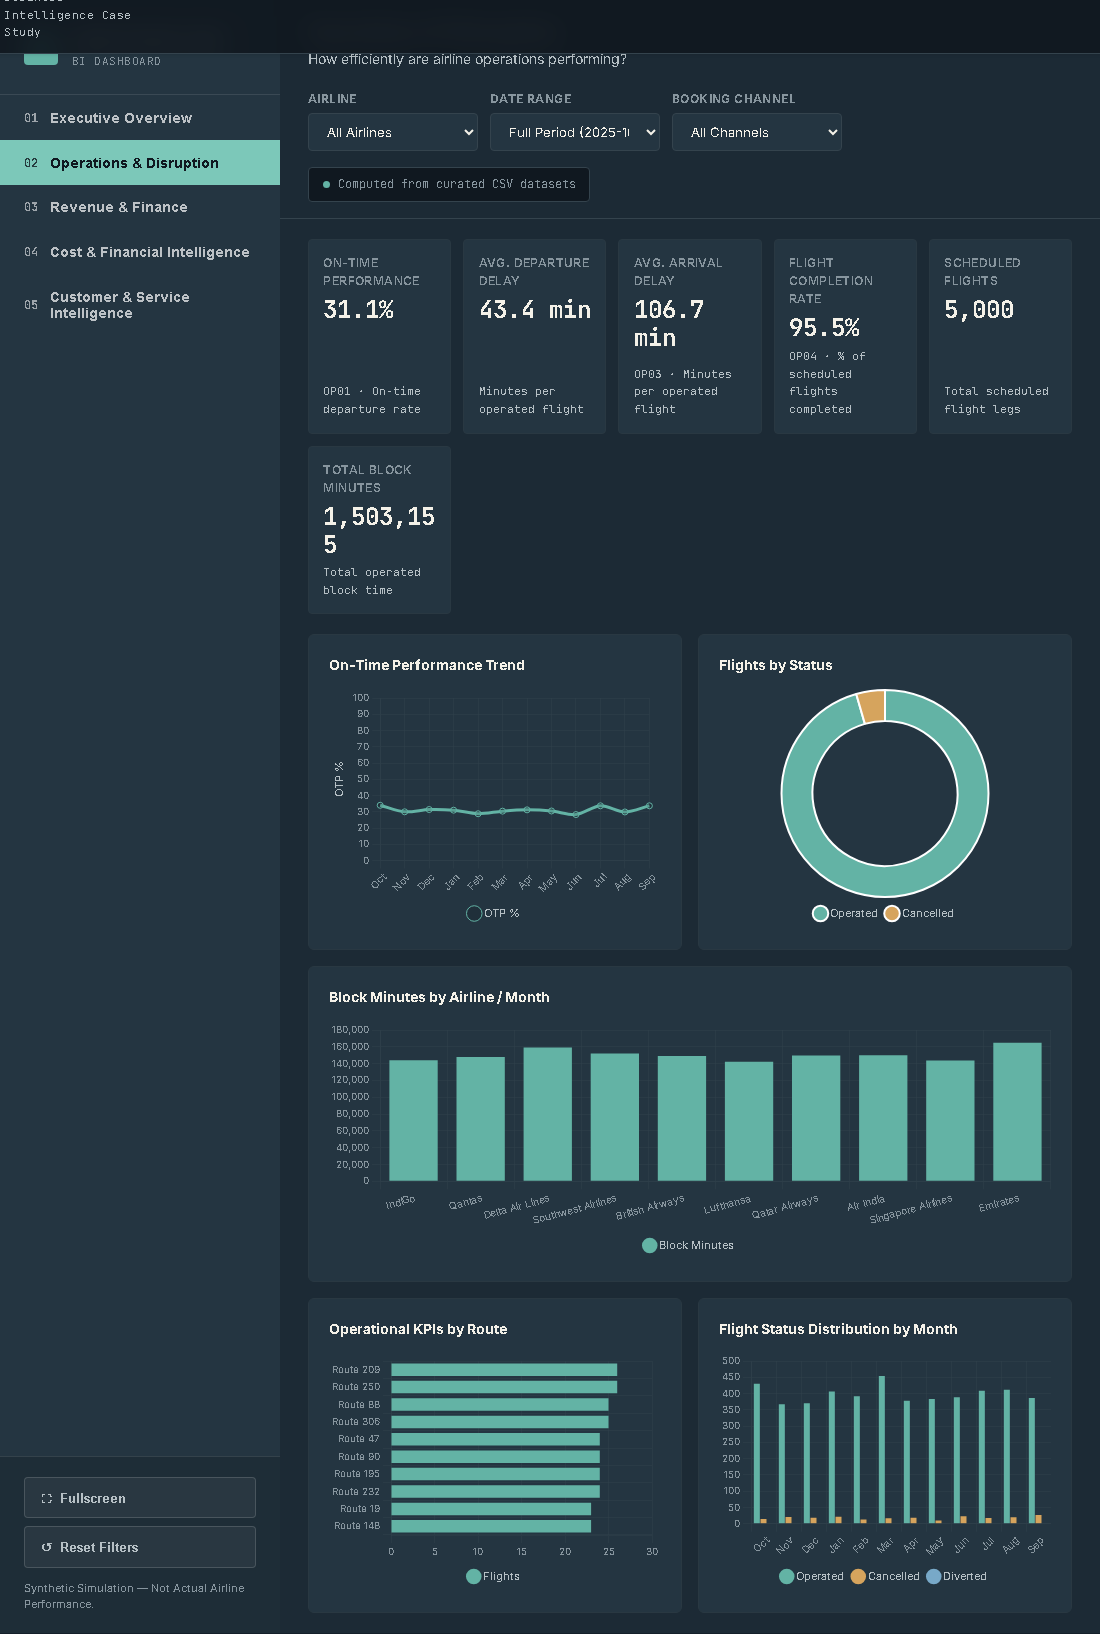 Intelligence Case
Study
BI DASHBOARD
01 Executive Overview
02 Operations & Disruption
03 Revenue & Finance
04 Cost & Financial Intelligence
05 Customer & Service
Intelligence
How efficiently are airline operations performing?
AIRLINE
DATE RANGE
BOOKING CHANNEL
All Airlines
Full Period (2025-1
All Channels
Computed from curated CSV datasets
ON-TIME
PERFORMANCE
31.1%
OP01 · On-time
departure rate
AVG. DEPARTURE
DELAY
43.4 min
Minutes per
operated flight
AVG. ARRIVAL
DELAY
106.7
min
OP03 · Minutes
per operated
flight
FLIGHT
COMPLETION
RATE
95.5%
OP04 · % of
scheduled
flights
completed
SCHEDULED
FLIGHTS
5,000
Total scheduled
flight legs
TOTAL BLOCK
MINUTES
1,503,15
5
Total operated
block time
On-Time Performance Trend
100
90
80
70
60
50
40
30
20
10
0
OTP %
Oct Nov Dec Jan Feb Mar Apr May Jun Jul Aug Sep
OTP %
Flights by Status
Operated Cancelled
Block Minutes by Airline / Month
180,000
160,000
140,000
120,000
100,000
80,000
60,000
40,000
20,000
0
IndiGo Qantas Delta Air Lines Southwest Airlines British Airways Lufthansa Qatar Airways Air India Singapore Airlines Emirates
Block Minutes
Operational KPIs by Route
Route 209
Route 250
Route 88
Route 306
Route 47
Route 90
Route 195
Route 232
Route 19
Route 148
0 5 10 15 20 25 30
Flights
Flight Status Distribution by Month
500
450
400
350
300
250
200
150
100
50
0
Oct Nov Dec Jan Feb Mar Apr May Jun Jul Aug Sep
Operated Cancelled Diverted
Fullscreen
↺ Reset Filters
Synthetic Simulation — Not Actual Airline
Performance.